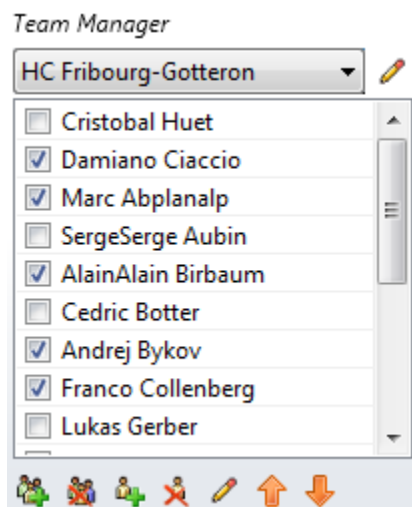 Team Manager
HC Fribourg-Gotteron
Cristobal Huet
Damiano Ciaccio
Marc Abplanalp
SergeSerge Aubin
AlainAlain Birbaum
Cedric Botter
Andrej Bykov
Franco Collenberg
Lukas Gerber